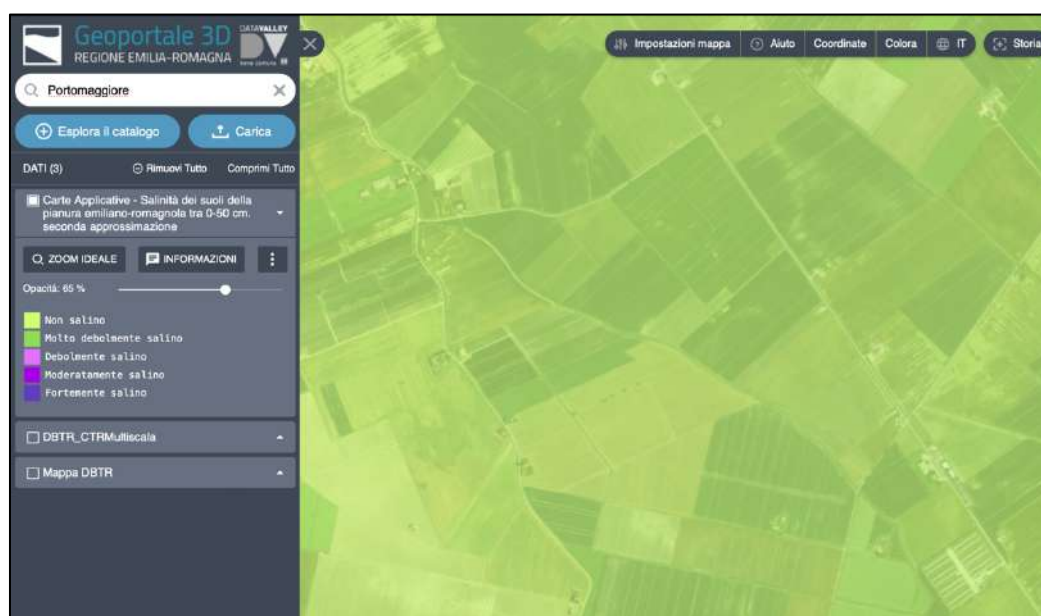 Geoportale 3D
REGIONE EMILIA-ROMAGNA
DATAVALLEY
DV
bene comune
Portomaggiore
Esplora il catalogo
Carica
DATI (3)
Rimuovi Tutto
Comprimi Tutto
Carte Applicative - Salinità dei suoli della
pianura emiliano-romagnola tra 0-50 cm.
seconda approssimazione
ZOOM IDEALE
INFORMAZIONI
Opacità: 65 %
Non salino
Molto debolmente salino
Debolmente salino
Moderatamente salino
Fortemente salino
DBTR_CTRMultiscala
Mappa DBTR
Impostazioni mappa
Aiuto
Coordinate
Colora
IT
Storia